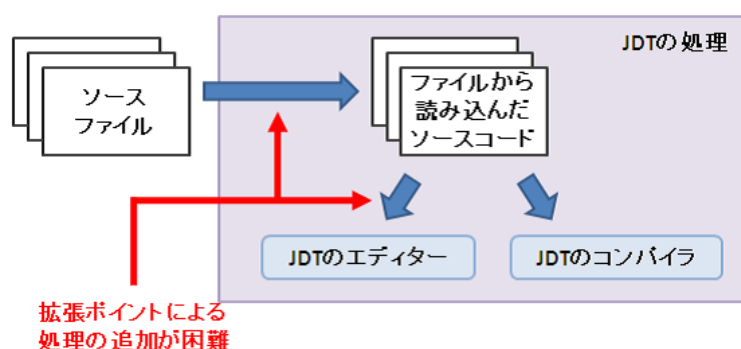 JDTの処理
ソース
ファイル
ファイルから
読み込んだ
ソースコード
JDTのエディター
JDTのコンパイラ
拡張ポイントによる
処理の追加が困難